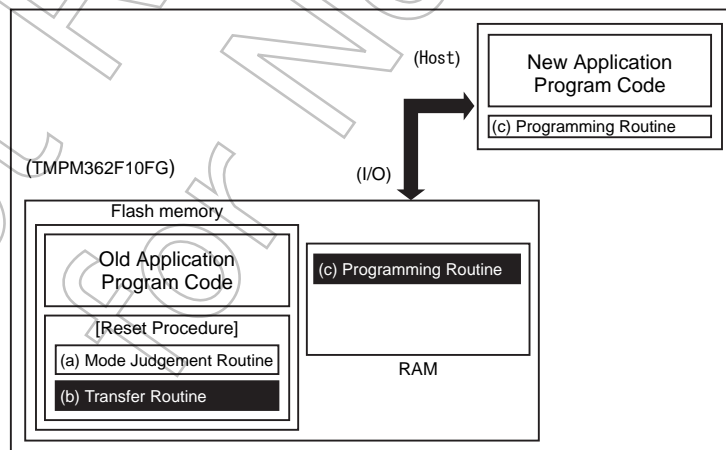 (Host)
New Application
Program Code
(c) Programming Routine
(TMPM362F10FG)
(I/O)
Flash memory
Old Application
Program Code
(c) Programming Routine
[Reset Procedure]
(a) Mode Judgement Routine
RAM
(b) Transfer Routine